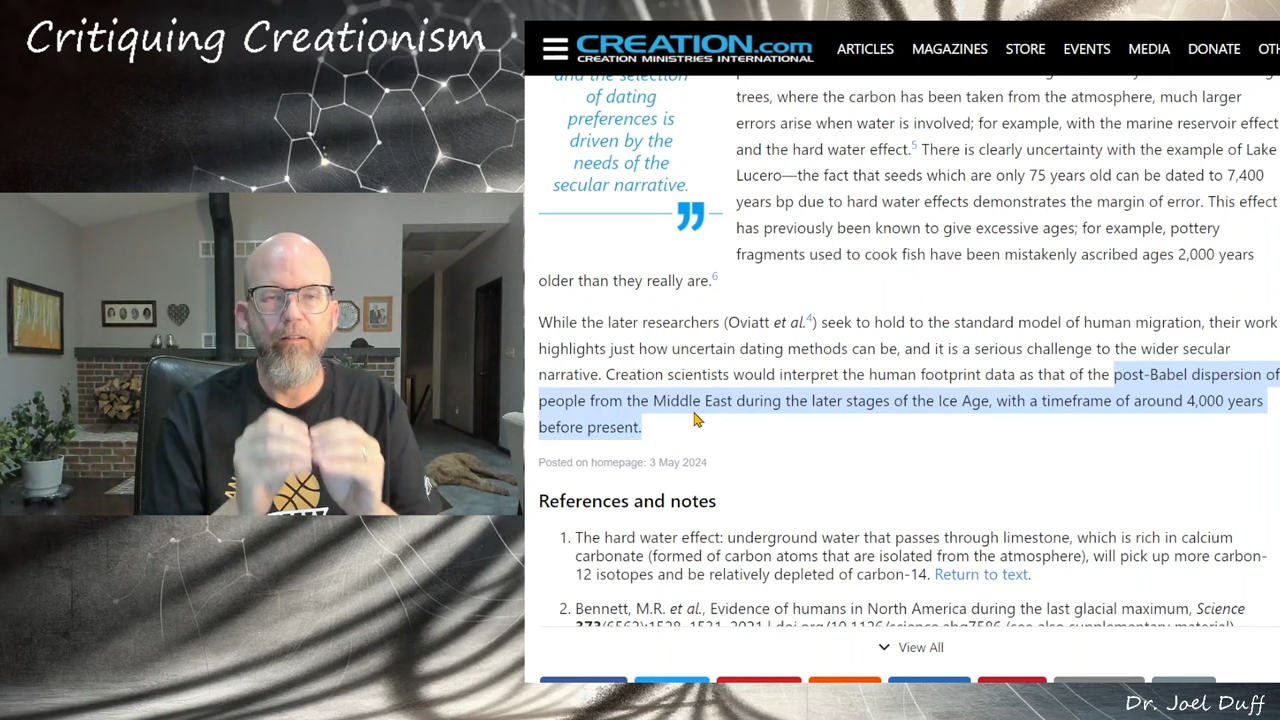 Critiquing Creationism
CREATION.com
CREATION MINISTRIES INTERNATIONAL
ARTICLES MAGAZINES STORE EVENTS MEDIA DONATE OTH
and the selection
of dating
preferences is
driven by the
needs of the
secular narrative.
trees, where the carbon has been taken from the atmosphere, much larger
errors arise when water is involved; for example, with the marine reservoir effect
and the hard water effect.5 There is clearly uncertainty with the example of Lake
Lucero—the fact that seeds which are only 75 years old can be dated to 7,400
years bp due to hard water effects demonstrates the margin of error. This effect
has previously been known to give excessive ages; for example, pottery
fragments used to cook fish have been mistakenly ascribed ages 2,000 years
older than they really are.6
While the later researchers (Oviatt et al.4) seek to hold to the standard model of human migration, their work
highlights just how uncertain dating methods can be, and it is a serious challenge to the wider secular
narrative. Creation scientists would interpret the human footprint data as that of the post-Babel dispersion of
people from the Middle East during the later stages of the Ice Age, with a timeframe of around 4,000 years
before present.
Posted on homepage: 3 May 2024
References and notes
1. The hard water effect: underground water that passes through limestone, which is rich in calcium
carbonate (formed of carbon atoms that are isolated from the atmosphere), will pick up more carbon-
12 isotopes and be relatively depleted of carbon-14. Return to text.
2. Bennett, M.R. et al., Evidence of humans in North America during the last glacial maximum, Science
View All
Dr. Joel Duff